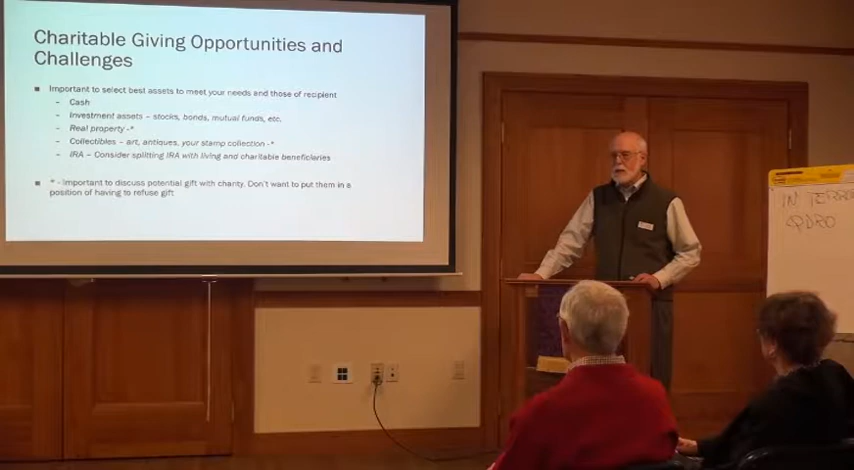 Charitable Giving Opportunities and
Challenges
Important to select best assets to meet your needs and those of recipient
- Cash
- Investment assets – stocks, bonds, mutual funds, etc.
- Real property -*
- Collectibles – art, antiques, your stamp collection -*
- IRA – Consider splitting IRA with living and charitable beneficiaries
* - Important to discuss potential gift with charity. Don't want to put them in a
position of having to refuse gift
IN TERROR
QDRO